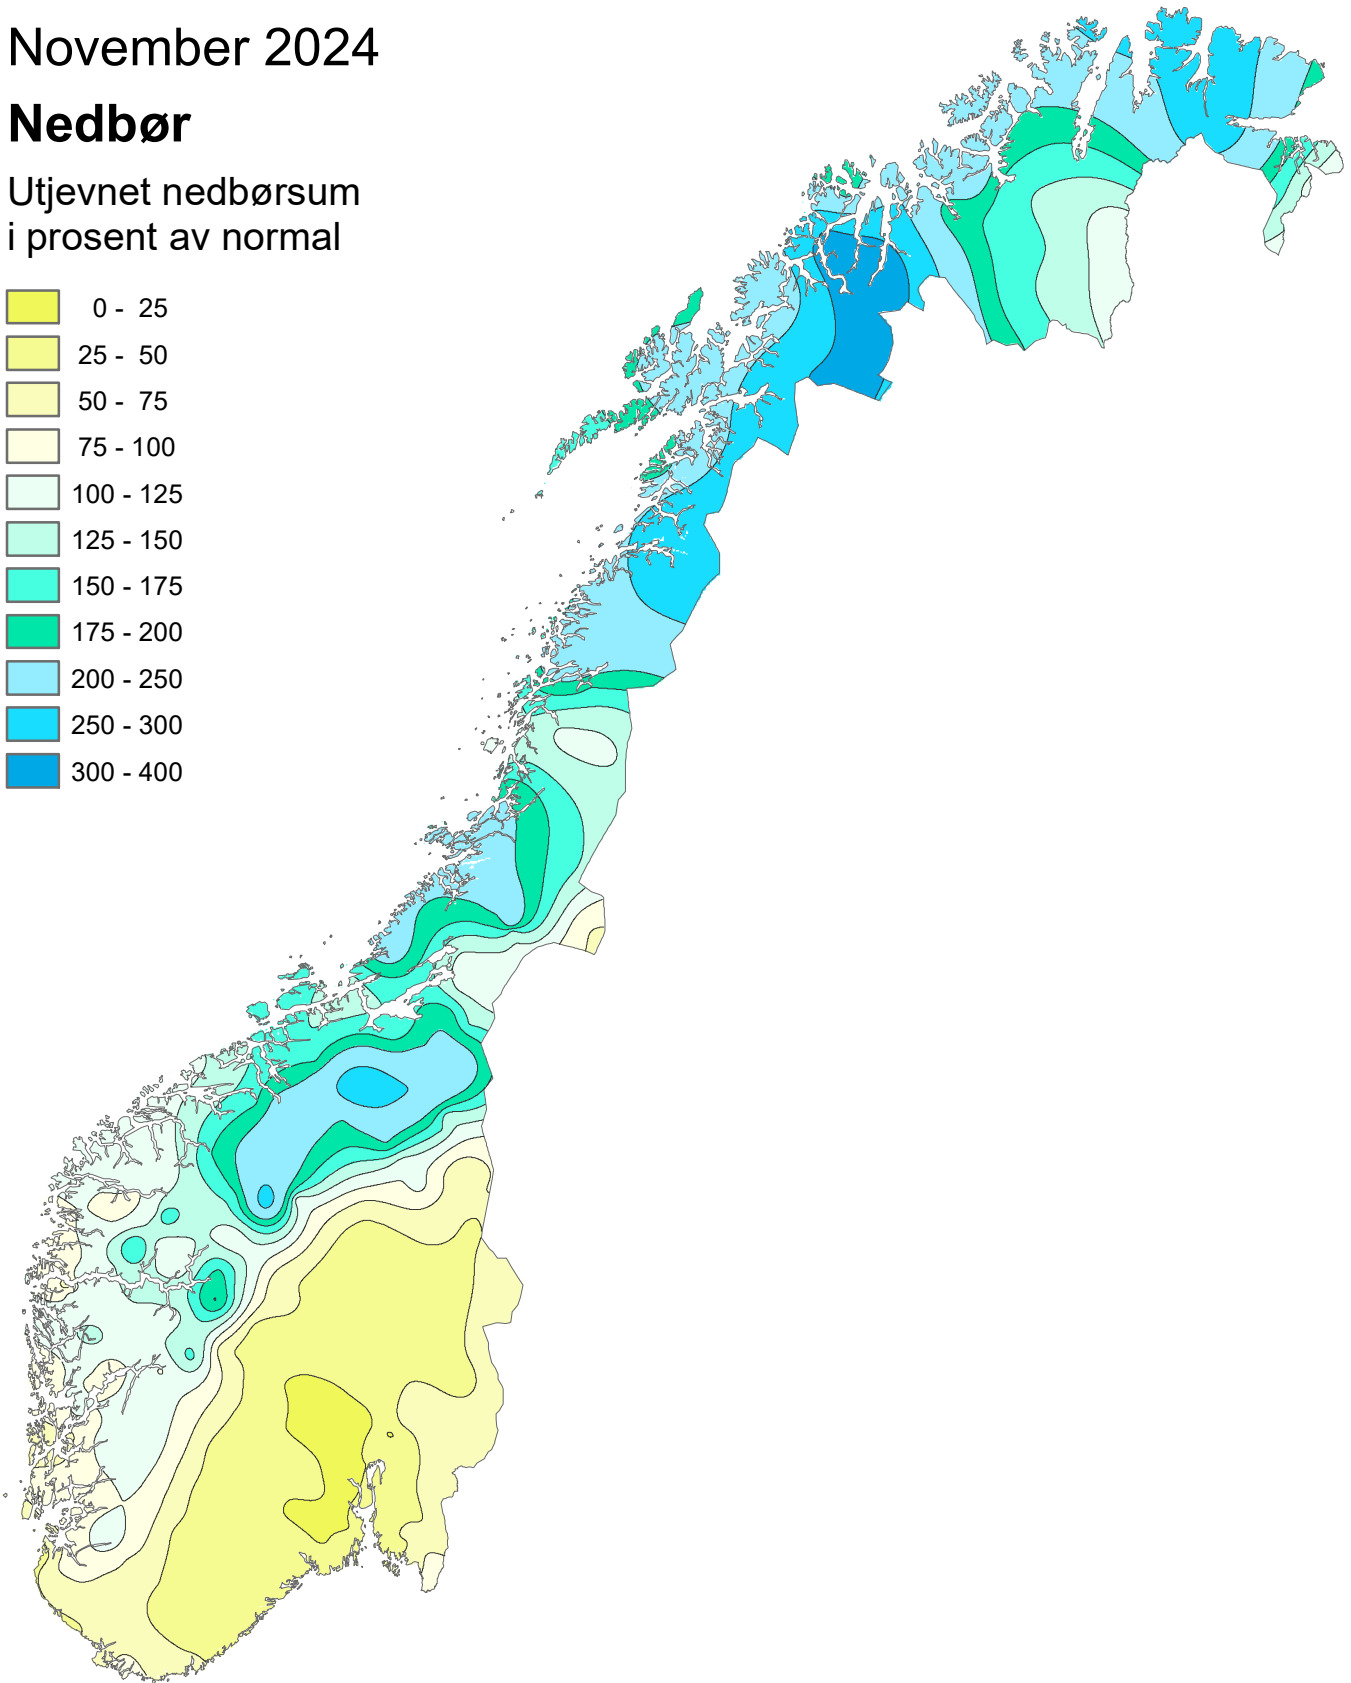 November 2024
Nedbør
Utjevnet nedbørsum
i prosent av normal
0 - 25
25 - 50
50 - 75
75 - 100
100 - 125
125 - 150
150 - 175
175 - 200
200 - 250
250 - 300
300 - 400